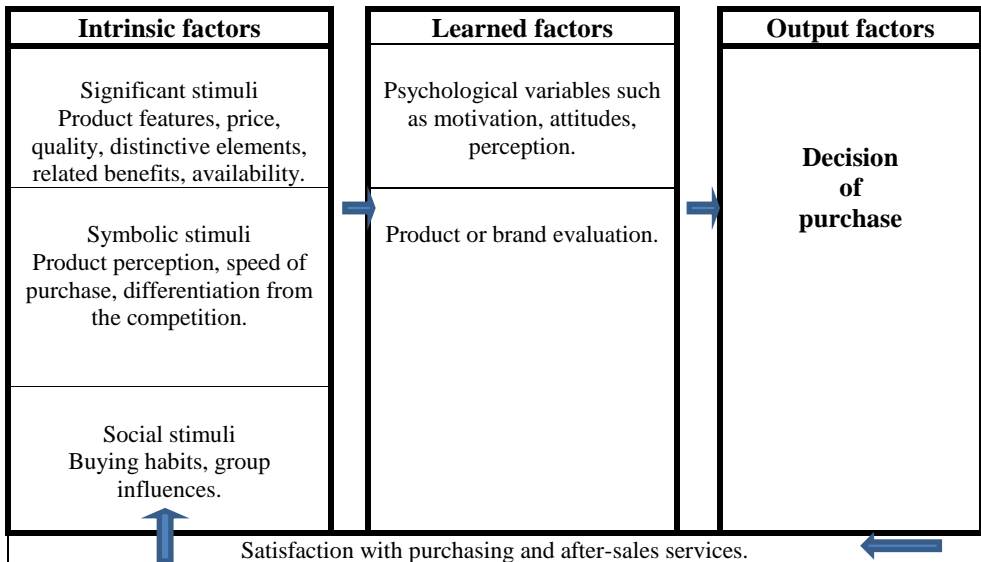 Intrinsic factors
Significant stimuli
Product features, price,
quality, distinctive elements,
related benefits, availability.
Symbolic stimuli
Product perception, speed of
purchase, differentiation from
the competition.
Social stimuli
Buying habits, group
influences.
Learned factors
Psychological variables such
as motivation, attitudes,
perception.
Product or brand evaluation.
Output factors
Decision
of
purchase
Satisfaction with purchasing and after-sales services.